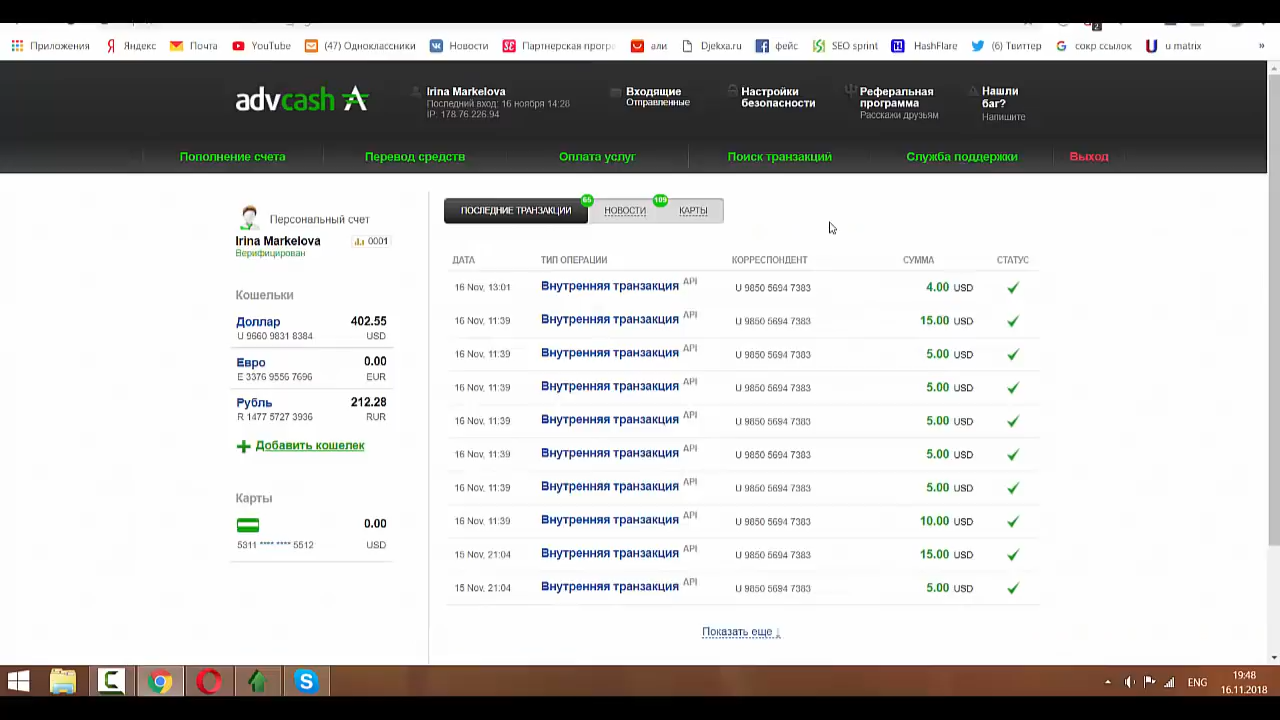 Приложения Яндекс Почта YouTube (47) Одноклассники Новости Партнерская прогр али Djekxa.ru фейс SEO sprint HashFlare (6) Твиттер сокр ссылок u matrix »
advcash
Irina Markelova
Последний вход: 16 ноября 14:28
IP: 178.76.226.94
Входящие
Отправленные
Настройки
безопасности
Реферальная
программа
Расскажи друзьям
Нашли
баг?
Напишите
Пополнение счета Перевод средств Оплата услуг Поиск транзакций Служба поддержки Выход
Персональный счет
Irina Markelova 0001
Верифицирован
Кошельки
Доллар 402.55
U 9660 9831 8384 USD
Евро 0.00
E 3376 9556 7696 EUR
Рубль 212.28
R 1477 5727 3936 RUR
Добавить кошелек
Карты
0.00
5311 **** **** 5512 USD
ПОСЛЕДНИЕ ТРАНЗАКЦИИ 65 НОВОСТИ 109 КАРТЫ
ДАТА ТИП ОПЕРАЦИИ КОРРЕСПОНДЕНТ СУММА СТАТУС
16 Nov, 13:01 Внутренняя транзакция API U 9850 5694 7383 4.00 USD
16 Nov, 11:39 Внутренняя транзакция API U 9850 5694 7383 15.00 USD
16 Nov, 11:39 Внутренняя транзакция API U 9850 5694 7383 5.00 USD
16 Nov, 11:39 Внутренняя транзакция API U 9850 5694 7383 5.00 USD
16 Nov, 11:39 Внутренняя транзакция API U 9850 5694 7383 5.00 USD
16 Nov, 11:39 Внутренняя транзакция API U 9850 5694 7383 5.00 USD
16 Nov, 11:39 Внутренняя транзакция API U 9850 5694 7383 5.00 USD
16 Nov, 11:39 Внутренняя транзакция API U 9850 5694 7383 10.00 USD
15 Nov, 21:04 Внутренняя транзакция API U 9850 5694 7383 15.00 USD
15 Nov, 21:04 Внутренняя транзакция API U 9850 5694 7383 5.00 USD
Показать еще ↓
ENG 19:48
16.11.2018